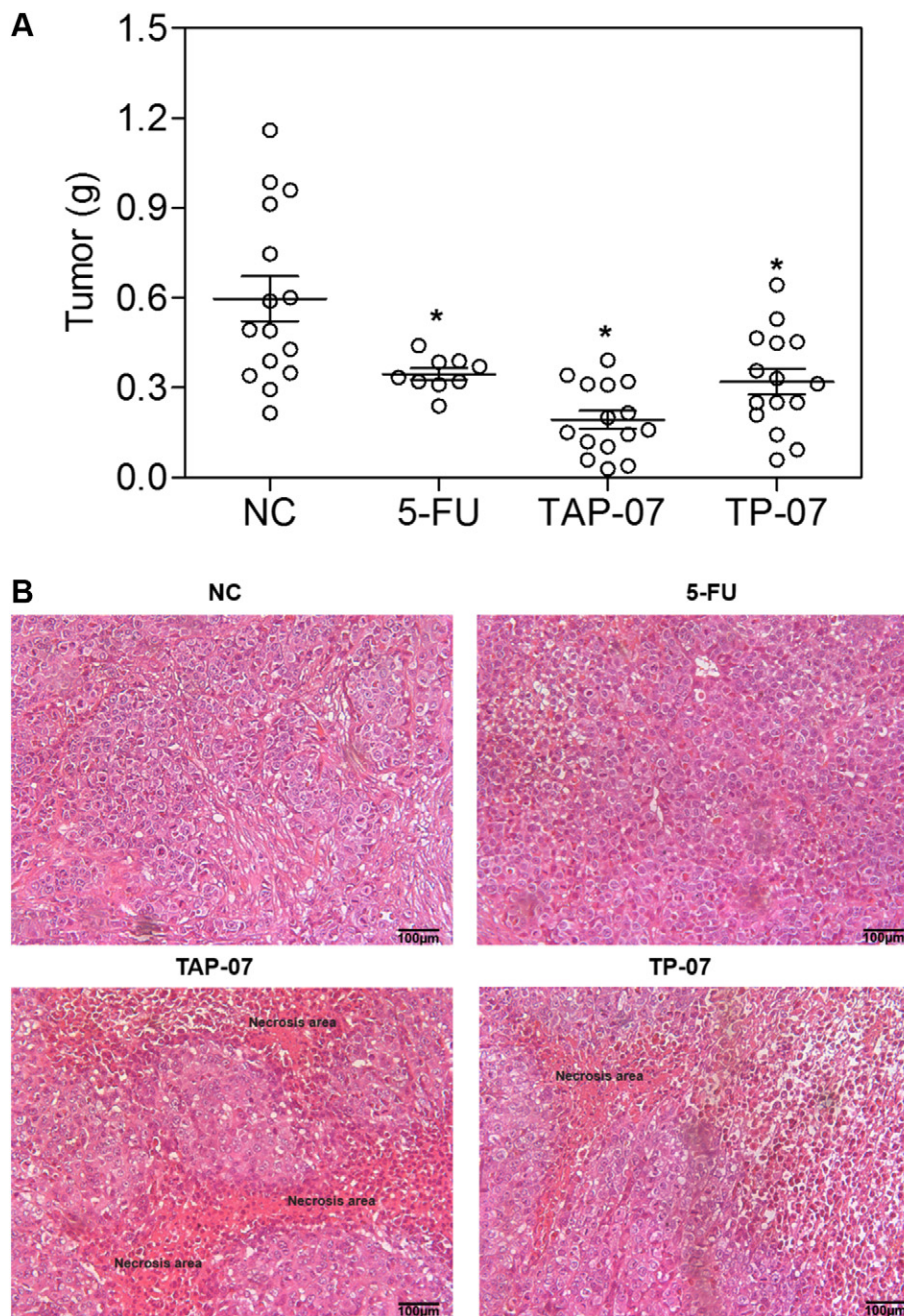 A
1.5
1.2
0.9
0.6
0.3
0.0
Tumor (g)
*
*
*
NC
5-FU
TAP-07
TP-07
B
NC
5-FU
100µm
100µm
TAP-07
TP-07
Necrosis area
Necrosis area
Necrosis area
Necrosis area
100µm
100µm